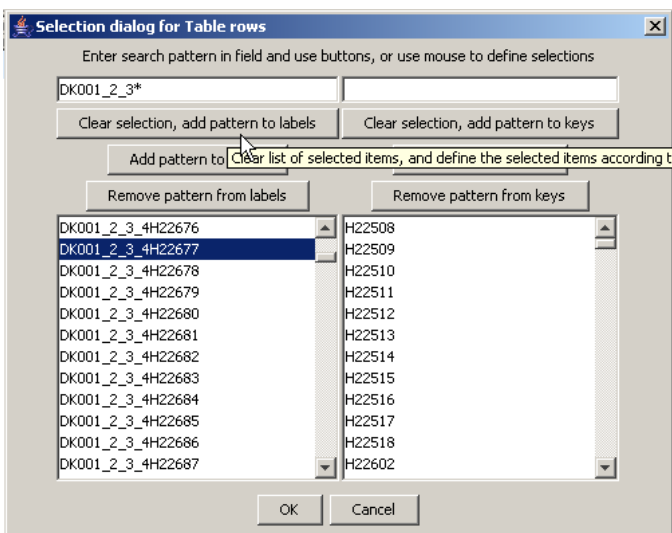 Selection dialog for Table rows
Enter search pattern in field and use buttons, or use mouse to define selections
DK001_2_3*
Clear selection, add pattern to labels Clear selection, add pattern to keys
Add pattern to Clear list of selected items, and define the selected items according t
Remove pattern from labels Remove pattern from keys
DK001_2_3_4H22676 H22508
DK001_2_3_4H22677 H22509
DK001_2_3_4H22678 H22510
DK001_2_3_4H22679 H22511
DK001_2_3_4H22680 H22512
DK001_2_3_4H22681 H22513
DK001_2_3_4H22682 H22514
DK001_2_3_4H22683 H22515
DK001_2_3_4H22684 H22516
DK001_2_3_4H22685 H22517
DK001_2_3_4H22686 H22518
DK001_2_3_4H22687 H22602
OK Cancel